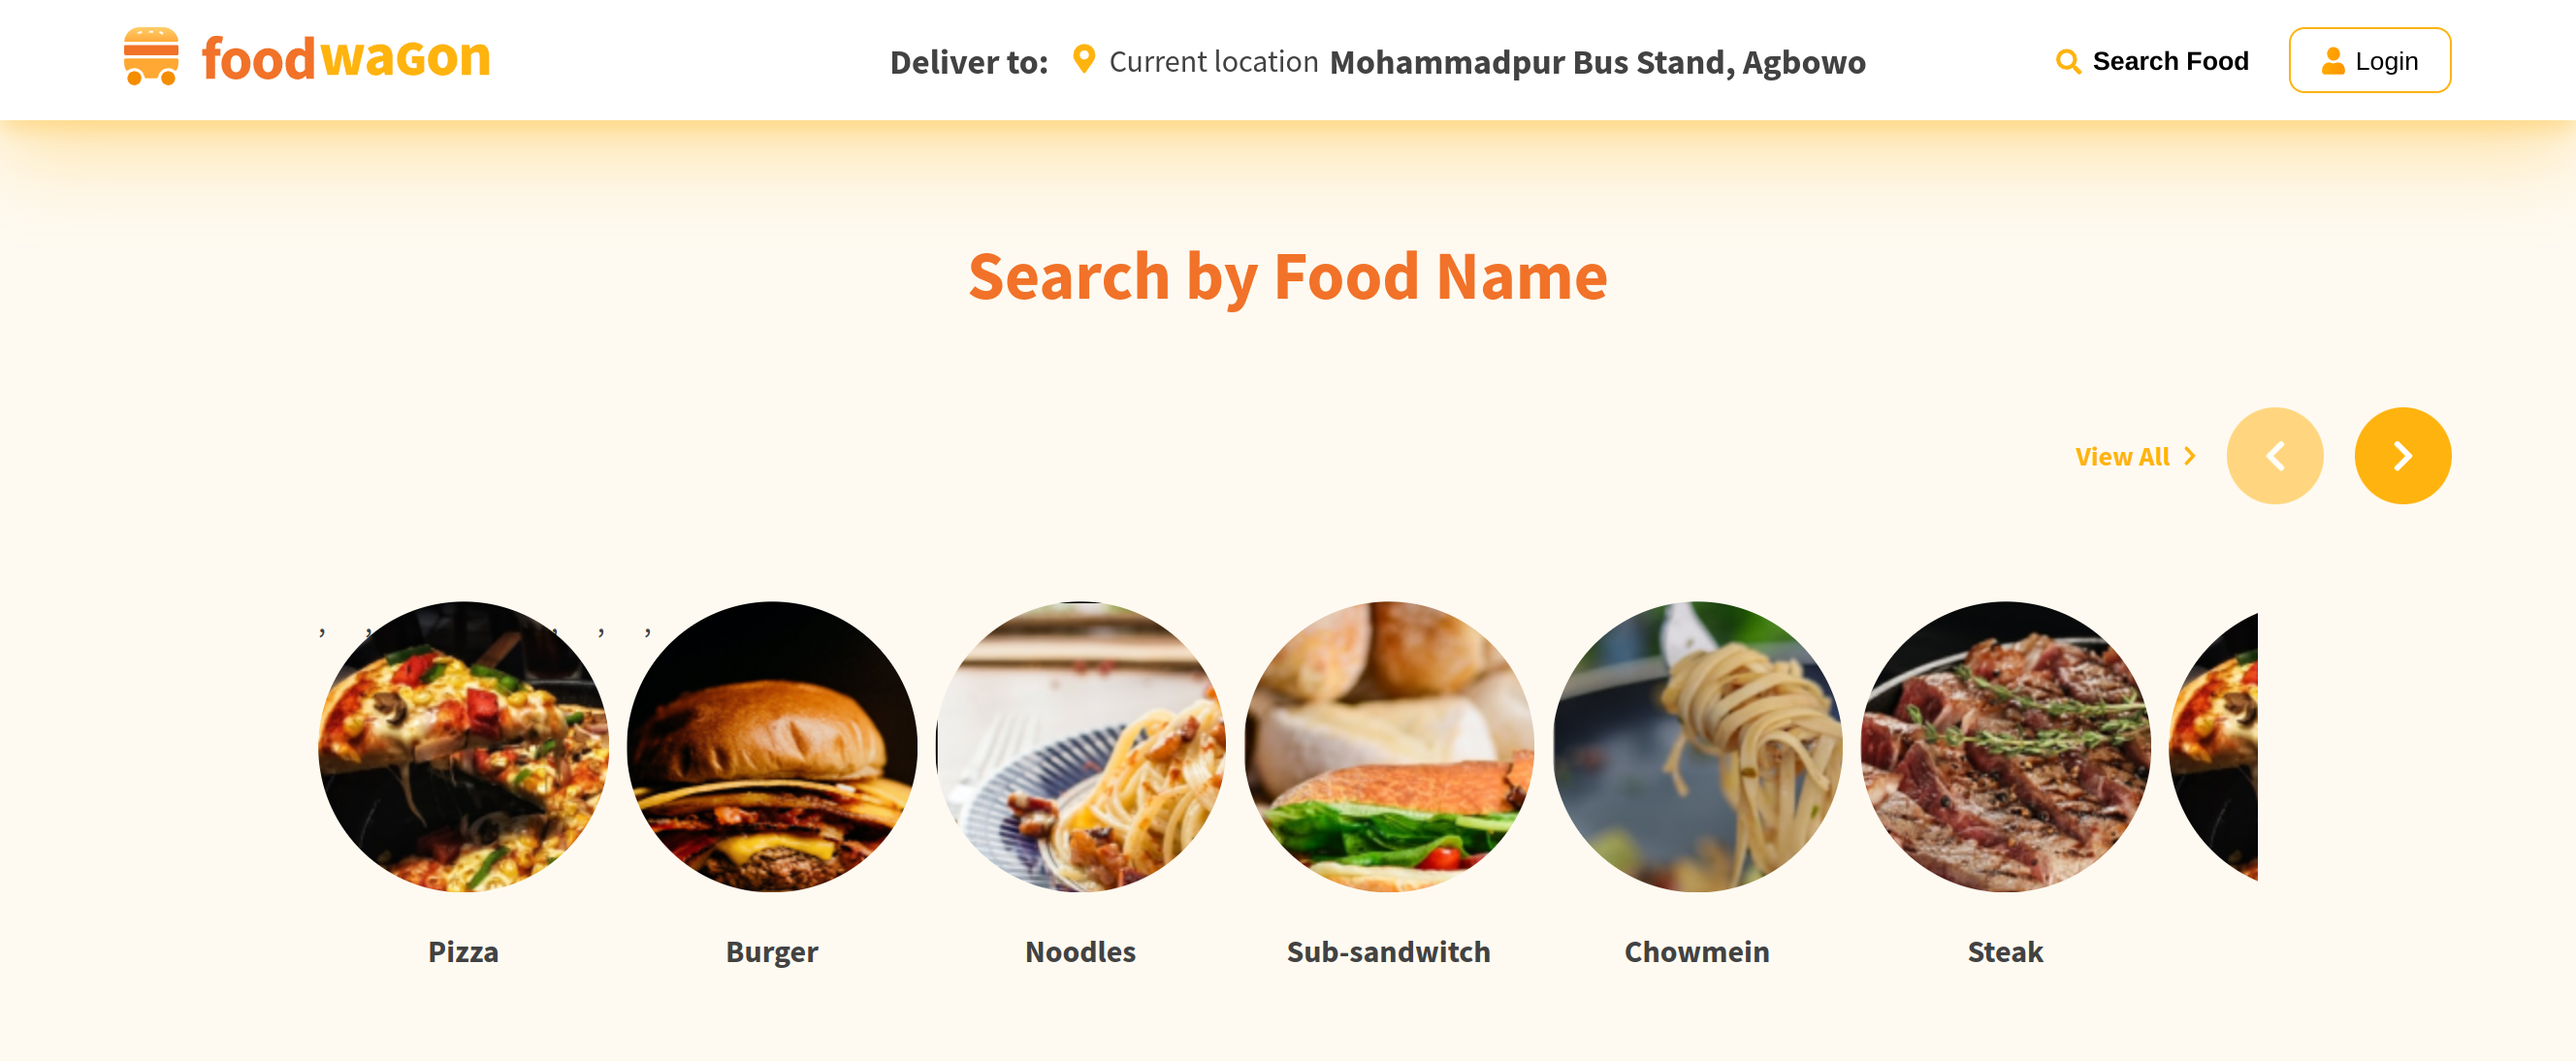 foodwagon
Deliver to: Current location Mohammadpur Bus Stand, Agbowo
Search Food
Login
Search by Food Name
View All
, , , , ,
Pizza
Burger
Noodles
Sub-sandwitch
Chowmein
Steak